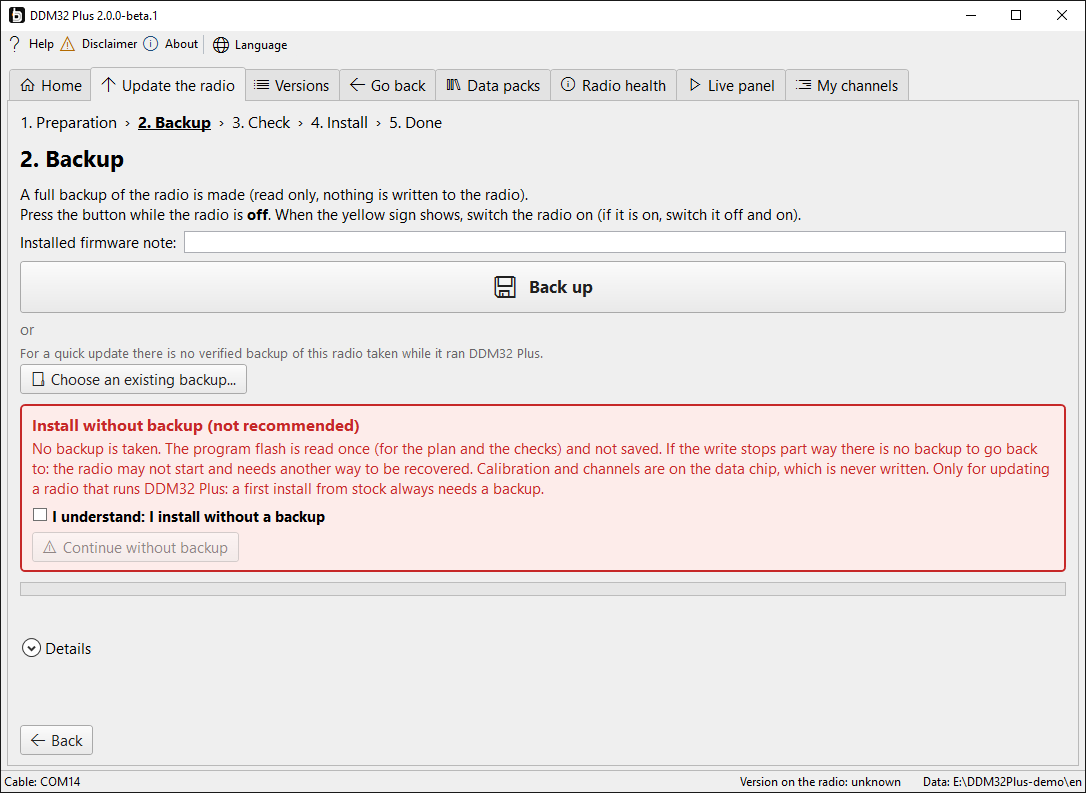 DDM32 Plus 2.0.0-beta.1
Help Disclaimer About Language
Home Update the radio Versions Go back Data packs Radio health Live panel My channels
1. Preparation › 2. Backup › 3. Check › 4. Install › 5. Done
2. Backup
A full backup of the radio is made (read only, nothing is written to the radio).
Press the button while the radio is off. When the yellow sign shows, switch the radio on (if it is on, switch it off and on).
Installed firmware note:
Back up
or
For a quick update there is no verified backup of this radio taken while it ran DDM32 Plus.
Choose an existing backup...
Install without backup (not recommended)
No backup is taken. The program flash is read once (for the plan and the checks) and not saved. If the write stops part way there is no backup to go back
to: the radio may not start and needs another way to be recovered. Calibration and channels are on the data chip, which is never written. Only for updating
a radio that runs DDM32 Plus: a first install from stock always needs a backup.
I understand: I install without a backup
Continue without backup
Details
Back
Cable: COM14 Version on the radio: unknown Data: E:\DDM32Plus-demo\en